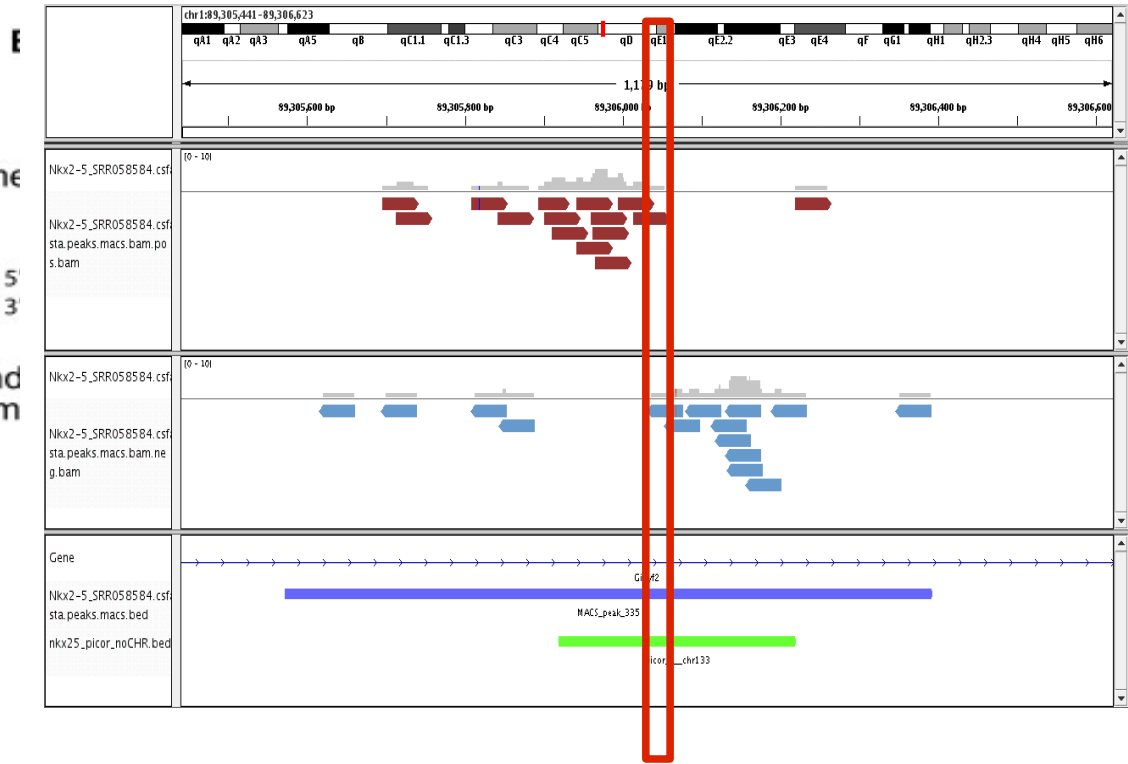 E
chr1:89,305,441-89,306,623
qA1 qA2 qA3 qA5 qB qC1.1 qC1.3 qC3 qC4 qC5 qD qE1 qE2.2 qE3 qE4 qF qG1 qH1 qH2.3 qH4 qH5 qH6
bp
89,305,600 bp 89,305,800 bp 89,306,000 89,306,200 bp 89,306,400 bp 89,306,600
ne
[0 - 10]
Nkx2-5_SRR058584.csfa
Nkx2-5_SRR058584.csfa
sta.peaks.macs.bam.po
s.bam
5'
3'
nd
m
[0 - 10]
Nkx2-5_SRR058584.csfa
Nkx2-5_SRR058584.csfa
sta.peaks.macs.bam.ne
g.bam
Gene
Nkx2-5_SRR058584.csfa
sta.peaks.macs.bed
MACS_peak_335
nkx25_picor_noCHR.bed
chr133